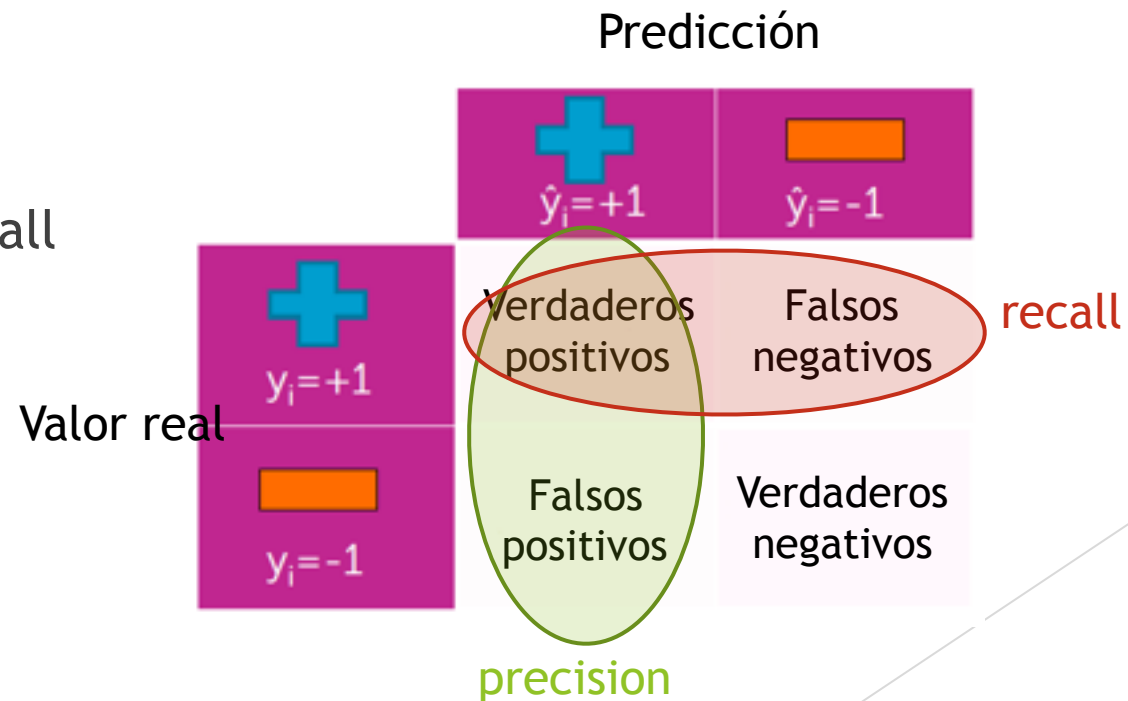 Predicción
ŷᵢ=+1 ŷᵢ=-1
all
Verdaderos positivos
Falsos negativos
recall
yᵢ=+1
Valor real
Falsos positivos
Verdaderos negativos
yᵢ=-1
precision